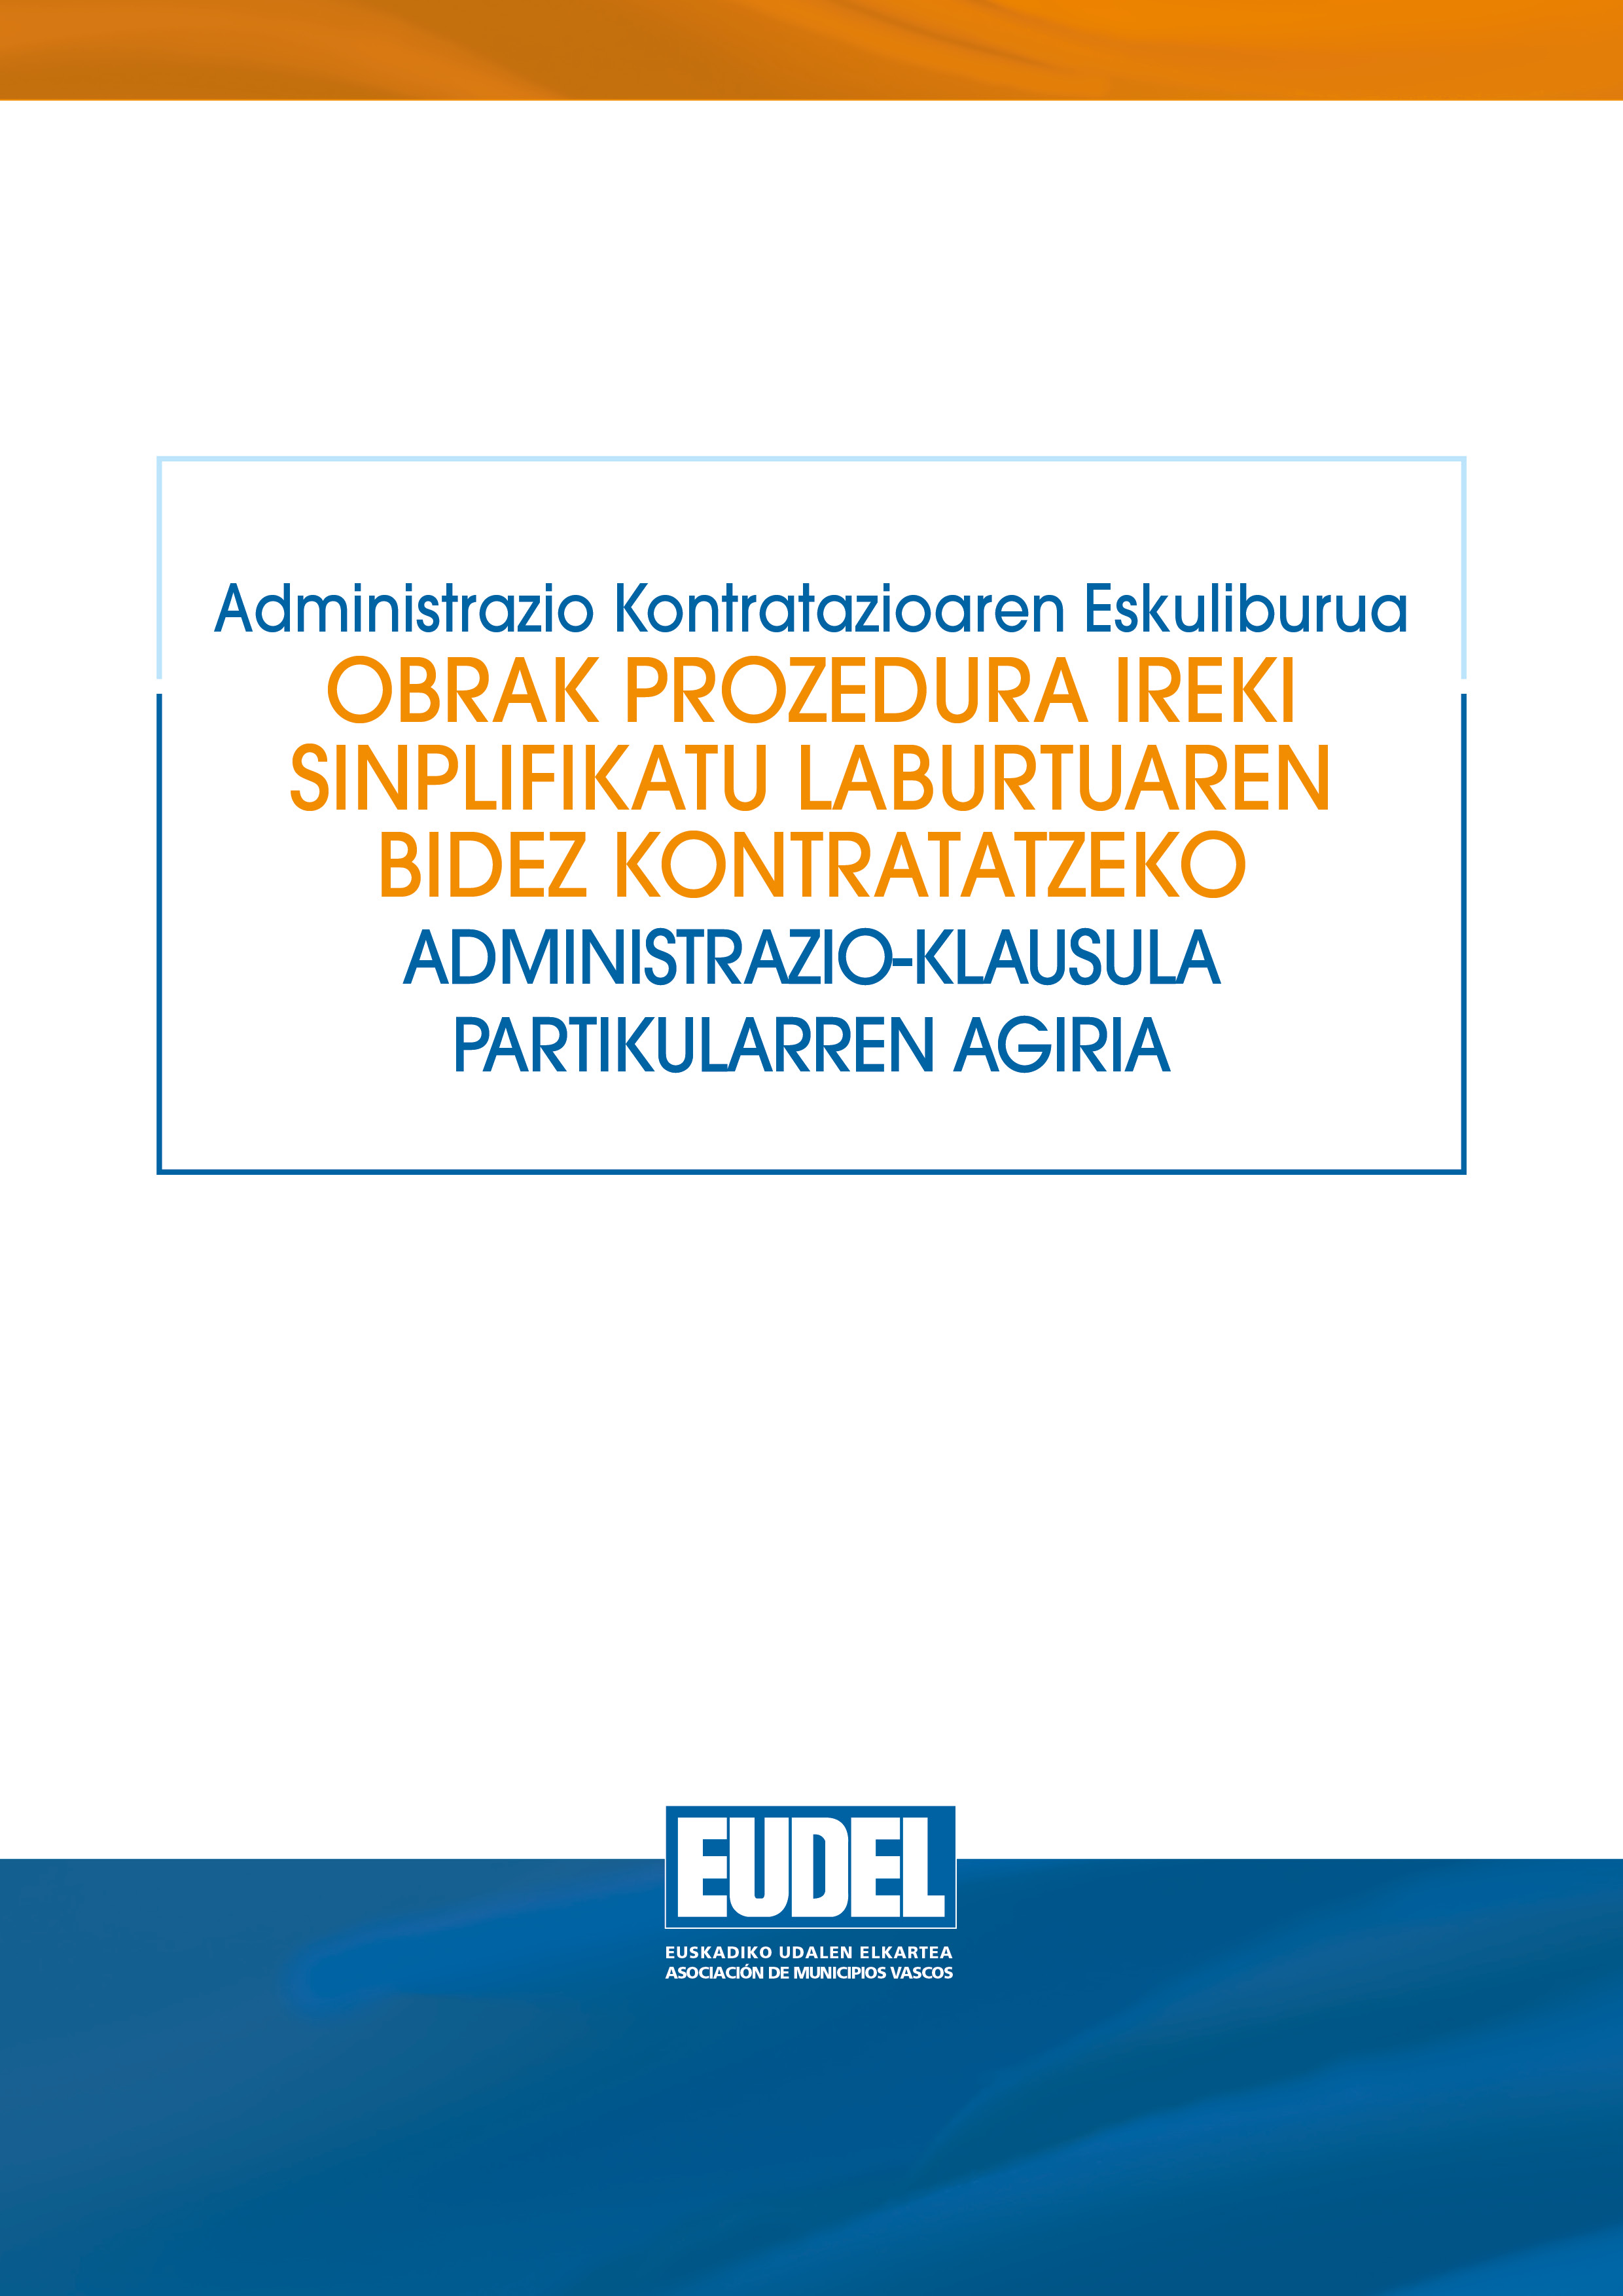 Administrazio Kontratazioaren Eskuliburua
OBRAK PROZEDURA IREKI
SINPLIFIKATU LABURTUAREN
BIDEZ KONTRATATZEKO
ADMINISTRAZIO-KLAUSULA
PARTIKULARREN AGIRIA
EUDEL
EUSKADIKO UDALEN ELKARTEA
ASOCIACIÓN DE MUNICIPIOS VASCOS